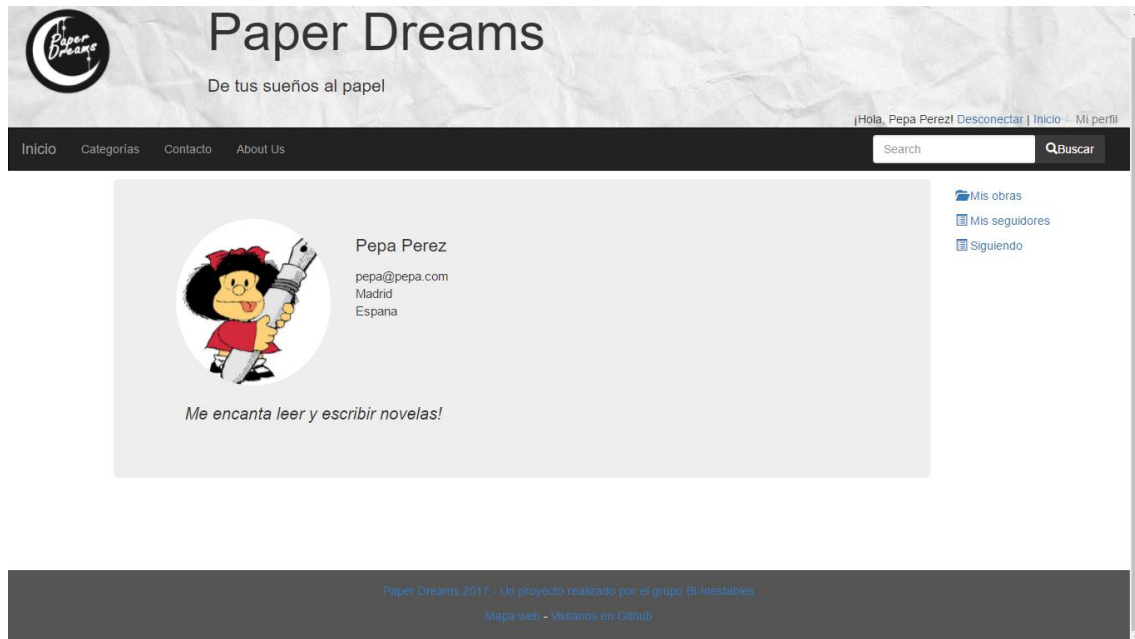 Paper Dreams
Paper Dreams
De tus sueños al papel
¡Hola, Pepa Perez! Desconectar | Inicio / Mi perfil
Inicio Categorías Contacto About Us Search Buscar
Mis obras
Mis seguidores
Siguiendo
Pepa Perez
pepa@pepa.com
Madrid
Espana
Me encanta leer y escribir novelas!
Paper Dreams 2017 - Un proyecto realizado por el grupo Bi-Inestables
Mapa web - Visítanos en Github